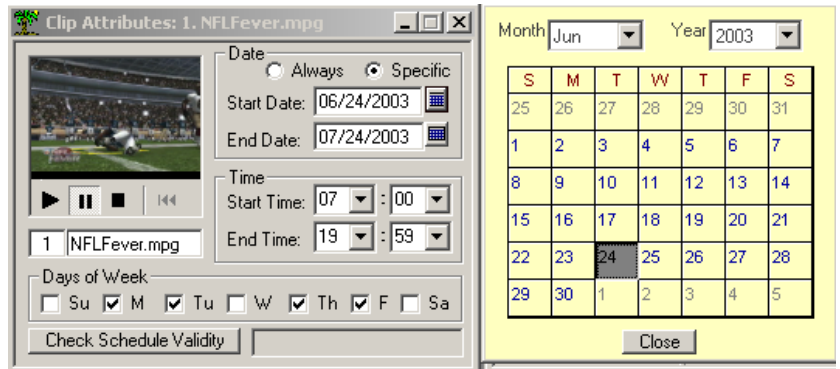 Clip Attributes: 1. NFLFever.mpg
Date
Always Specific
Start Date: 06/24/2003
End Date: 07/24/2003
Time
Start Time: 07 : 00
End Time: 19 : 59
1 NFLFever.mpg
Days of Week
Su M Tu W Th F Sa
Check Schedule Validity
Month Jun Year 2003
S M T W T F S
25 26 27 28 29 30 31
1 2 3 4 5 6 7
8 9 10 11 12 13 14
15 16 17 18 19 20 21
22 23 24 25 26 27 28
29 30 1 2 3 4 5
Close